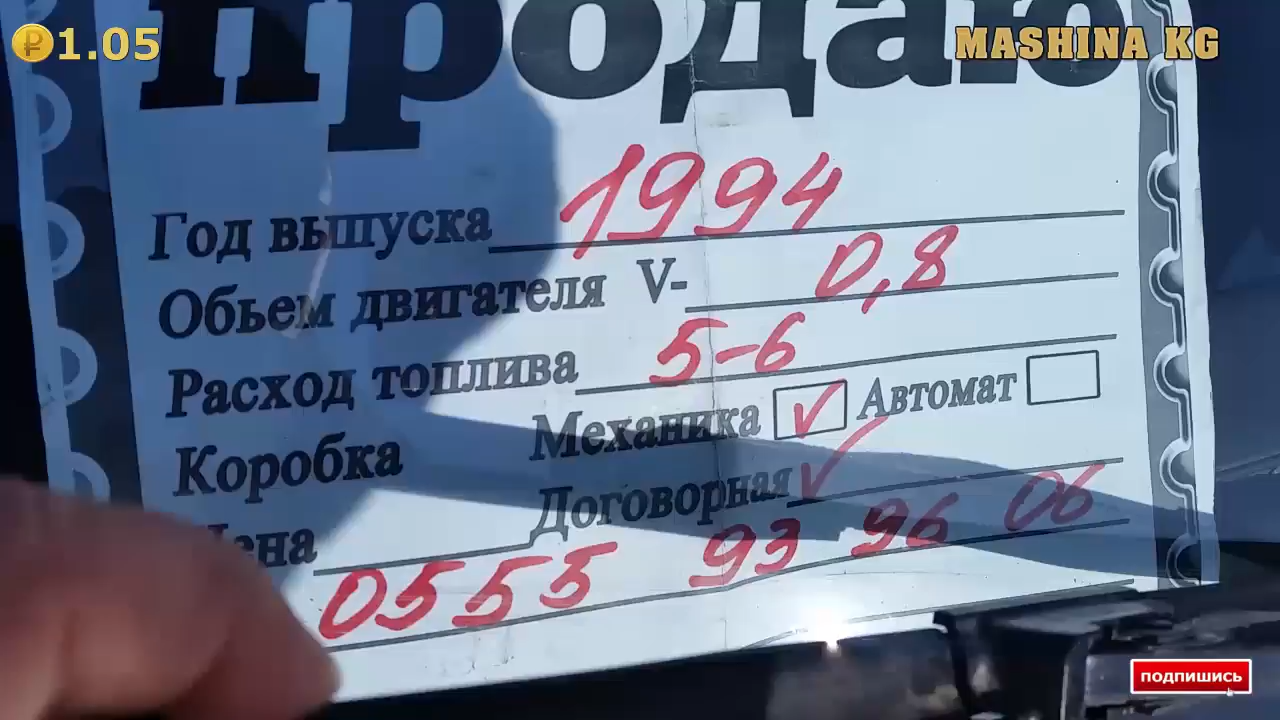 1.05
MASHINA KG
продаю
Год выпуска 1994
Обьем двигателя V- 0,8
Расход топлива 5-6
Коробка Механика ✓ Автомат
Цена Договорная ✓
0555 93 96 06
подпишись